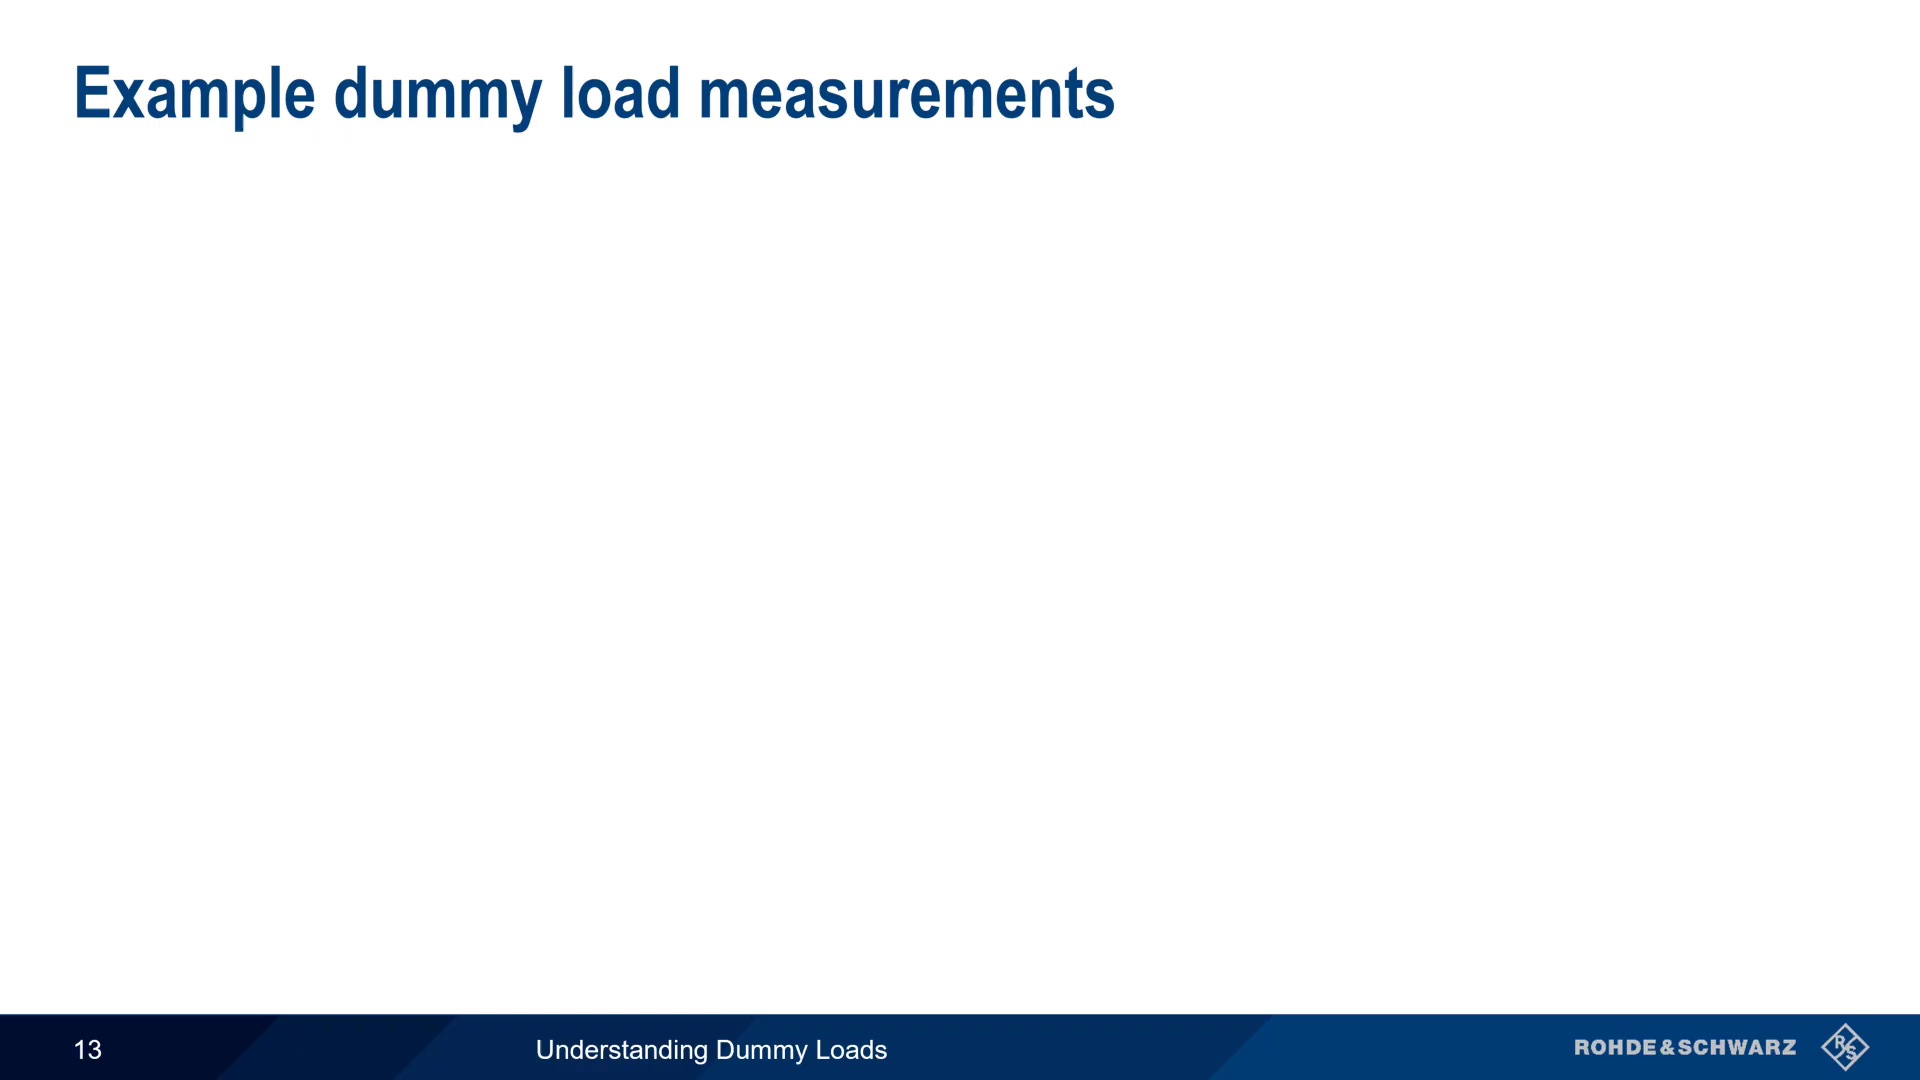 Example dummy load measurements
13
Understanding Dummy Loads
ROHDE&SCHWARZ
R&S